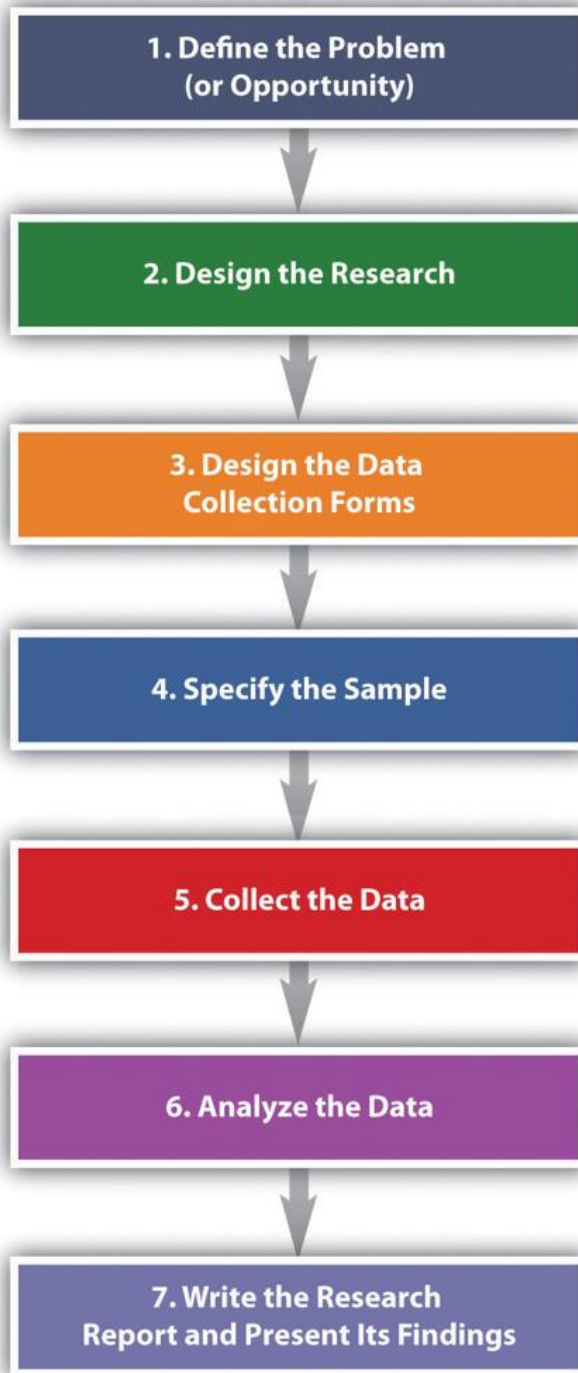 1. Define the Problem
(or Opportunity)
2. Design the Research
3. Design the Data
Collection Forms
4. Specify the Sample
5. Collect the Data
6. Analyze the Data
7. Write the Research
Report and Present Its Findings